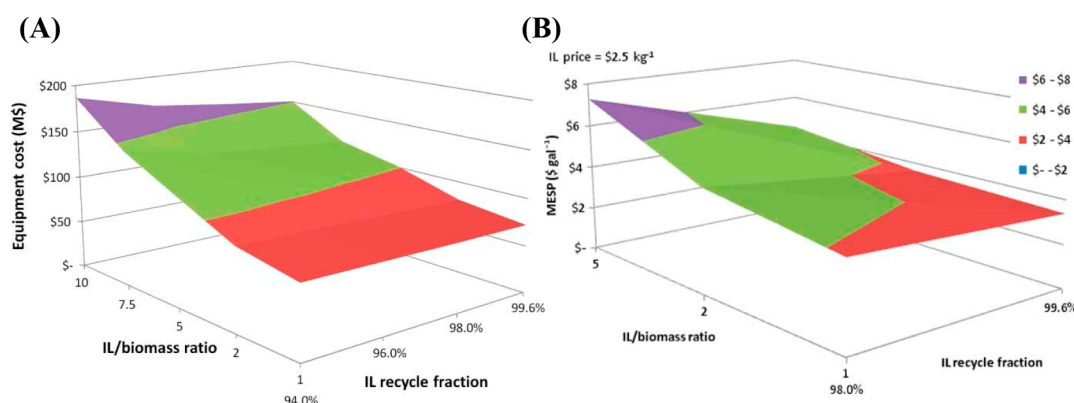 (A)
Equipment cost (M$)
$200
$150
$100
$50
$-
10
7.5
5
2
1
IL/biomass ratio
94.0%
96.0%
98.0%
99.6%
IL recycle fraction
(B)
IL price = $2.5 kg⁻¹
MESP ($ gal⁻¹)
$8
$6
$4
$2
$-
5
2
1
IL/biomass ratio
98.0%
99.6%
IL recycle fraction
$6 - $8
$4 - $6
$2 - $4
$- - $2